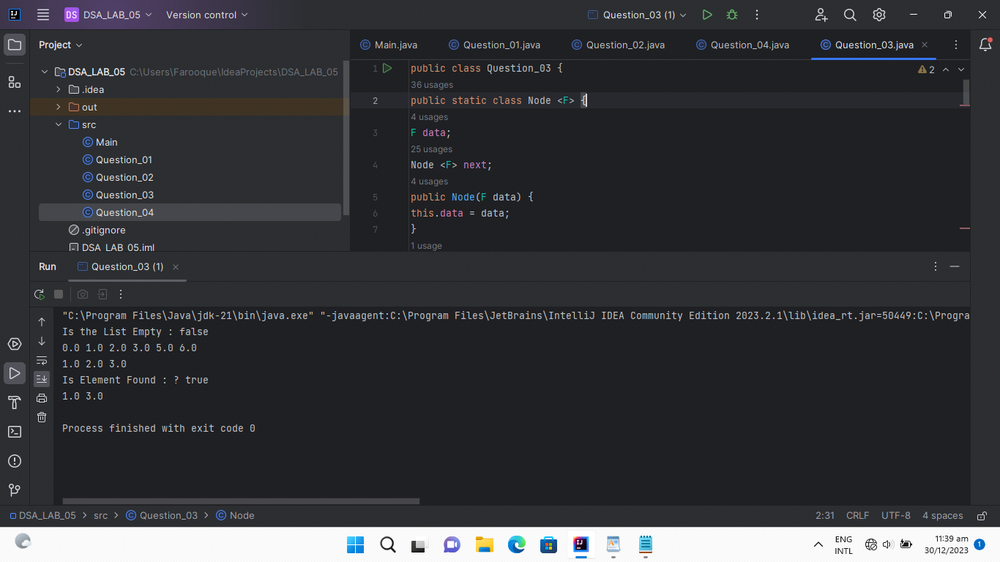 DS DSA_LAB_05 Version control Question_03 (1)
Project
Main.java Question_01.java Question_02.java Question_04.java Question_03.java
DSA_LAB_05 C:\Users\Farooque\IdeaProjects\DSA_LAB_05
.idea
out
src
Main
Question_01
Question_02
Question_03
Question_04
.gitignore
DSA_LAB_05.iml
1 public class Question_03 { 2
36 usages
2 public static class Node <F> {
4 usages
3 F data;
25 usages
4 Node <F> next;
4 usages
5 public Node(F data) {
6 this.data = data;
7 }
1 usage
Run Question_03 (1)
"C:\Program Files\Java\jdk-21\bin\java.exe" "-javaagent:C:\Program Files\JetBrains\IntelliJ IDEA Community Edition 2023.2.1\lib\idea_rt.jar=50449:C:\Progra
Is the List Empty : false
0.0 1.0 2.0 3.0 5.0 6.0
1.0 2.0 3.0
Is Element Found : ? true
1.0 3.0
Process finished with exit code 0
DSA_LAB_05 > src > Question_03 > Node 2:31 CRLF UTF-8 4 spaces
ENG
INTL
11:39 am
30/12/2023
1